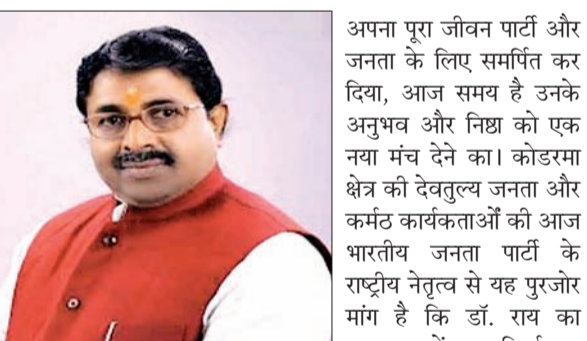 अपना पूरा जीवन पार्टी और
जनता के लिए समर्पित कर
दिया, आज समय है उनके
अनुभव और निष्ठा को एक
नया मंच देने का। कोडरमा
क्षेत्र की देवतुल्य जनता और
कर्मठ कार्यकताओं की आज
भारतीय जनता पार्टी के
राष्ट्रीय नेतृत्व से यह पुरजोर
मांग है कि डॉ. राय का